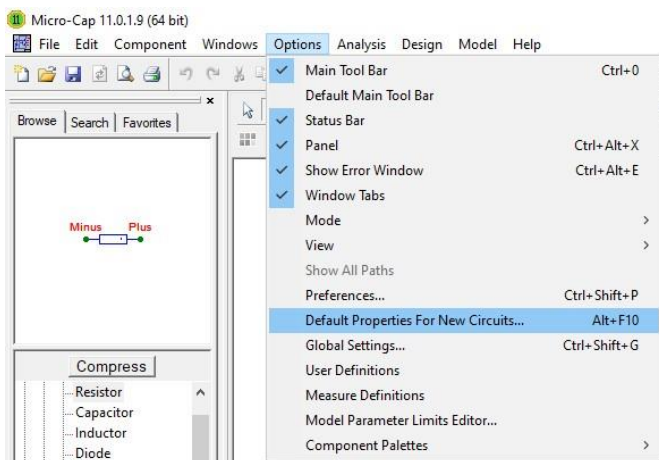 Micro-Cap 11.0.1.9 (64 bit)
File Edit Component Windows Options Analysis Design Model Help
Main Tool Bar Ctrl+0
Default Main Tool Bar
Status Bar
Panel Ctrl+Alt+X
Show Error Window Ctrl+Alt+E
Window Tabs
Mode
View
Show All Paths
Preferences... Ctrl+Shift+P
Default Properties For New Circuits... Alt+F10
Global Settings... Ctrl+Shift+G
User Definitions
Measure Definitions
Model Parameter Limits Editor...
Component Palettes
Browse Search Favorites
Minus Plus
Compress
Resistor
Capacitor
Inductor
Diode